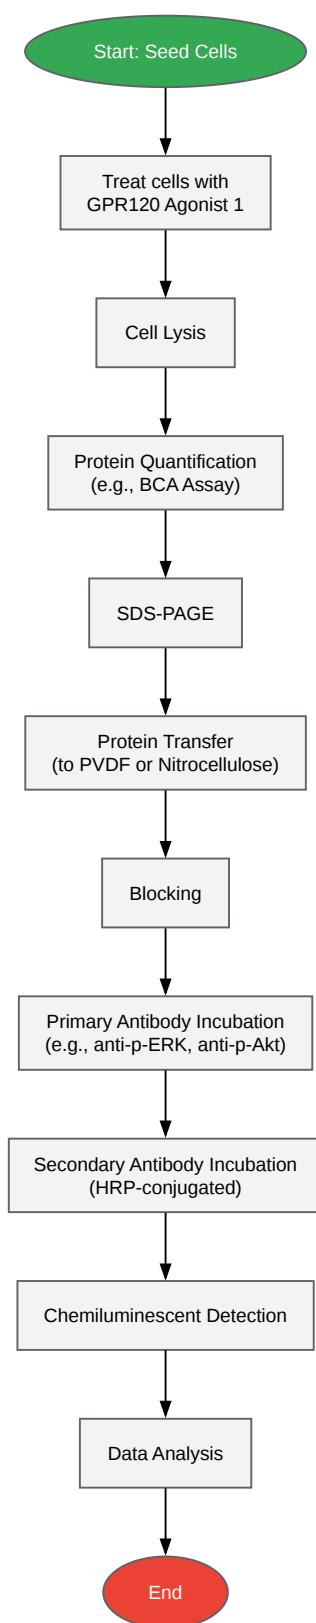 Start: Seed Cells
Treat cells with
GPR120 Agonist 1
Cell Lysis
Protein Quantification
(e.g., BCA Assay)
SDS-PAGE
Protein Transfer
(to PVDF or Nitrocellulose)
Blocking
Primary Antibody Incubation
(e.g., anti-p-ERK, anti-p-Akt)
Secondary Antibody Incubation
(HRP-conjugated)
Chemiluminescent Detection
Data Analysis
End